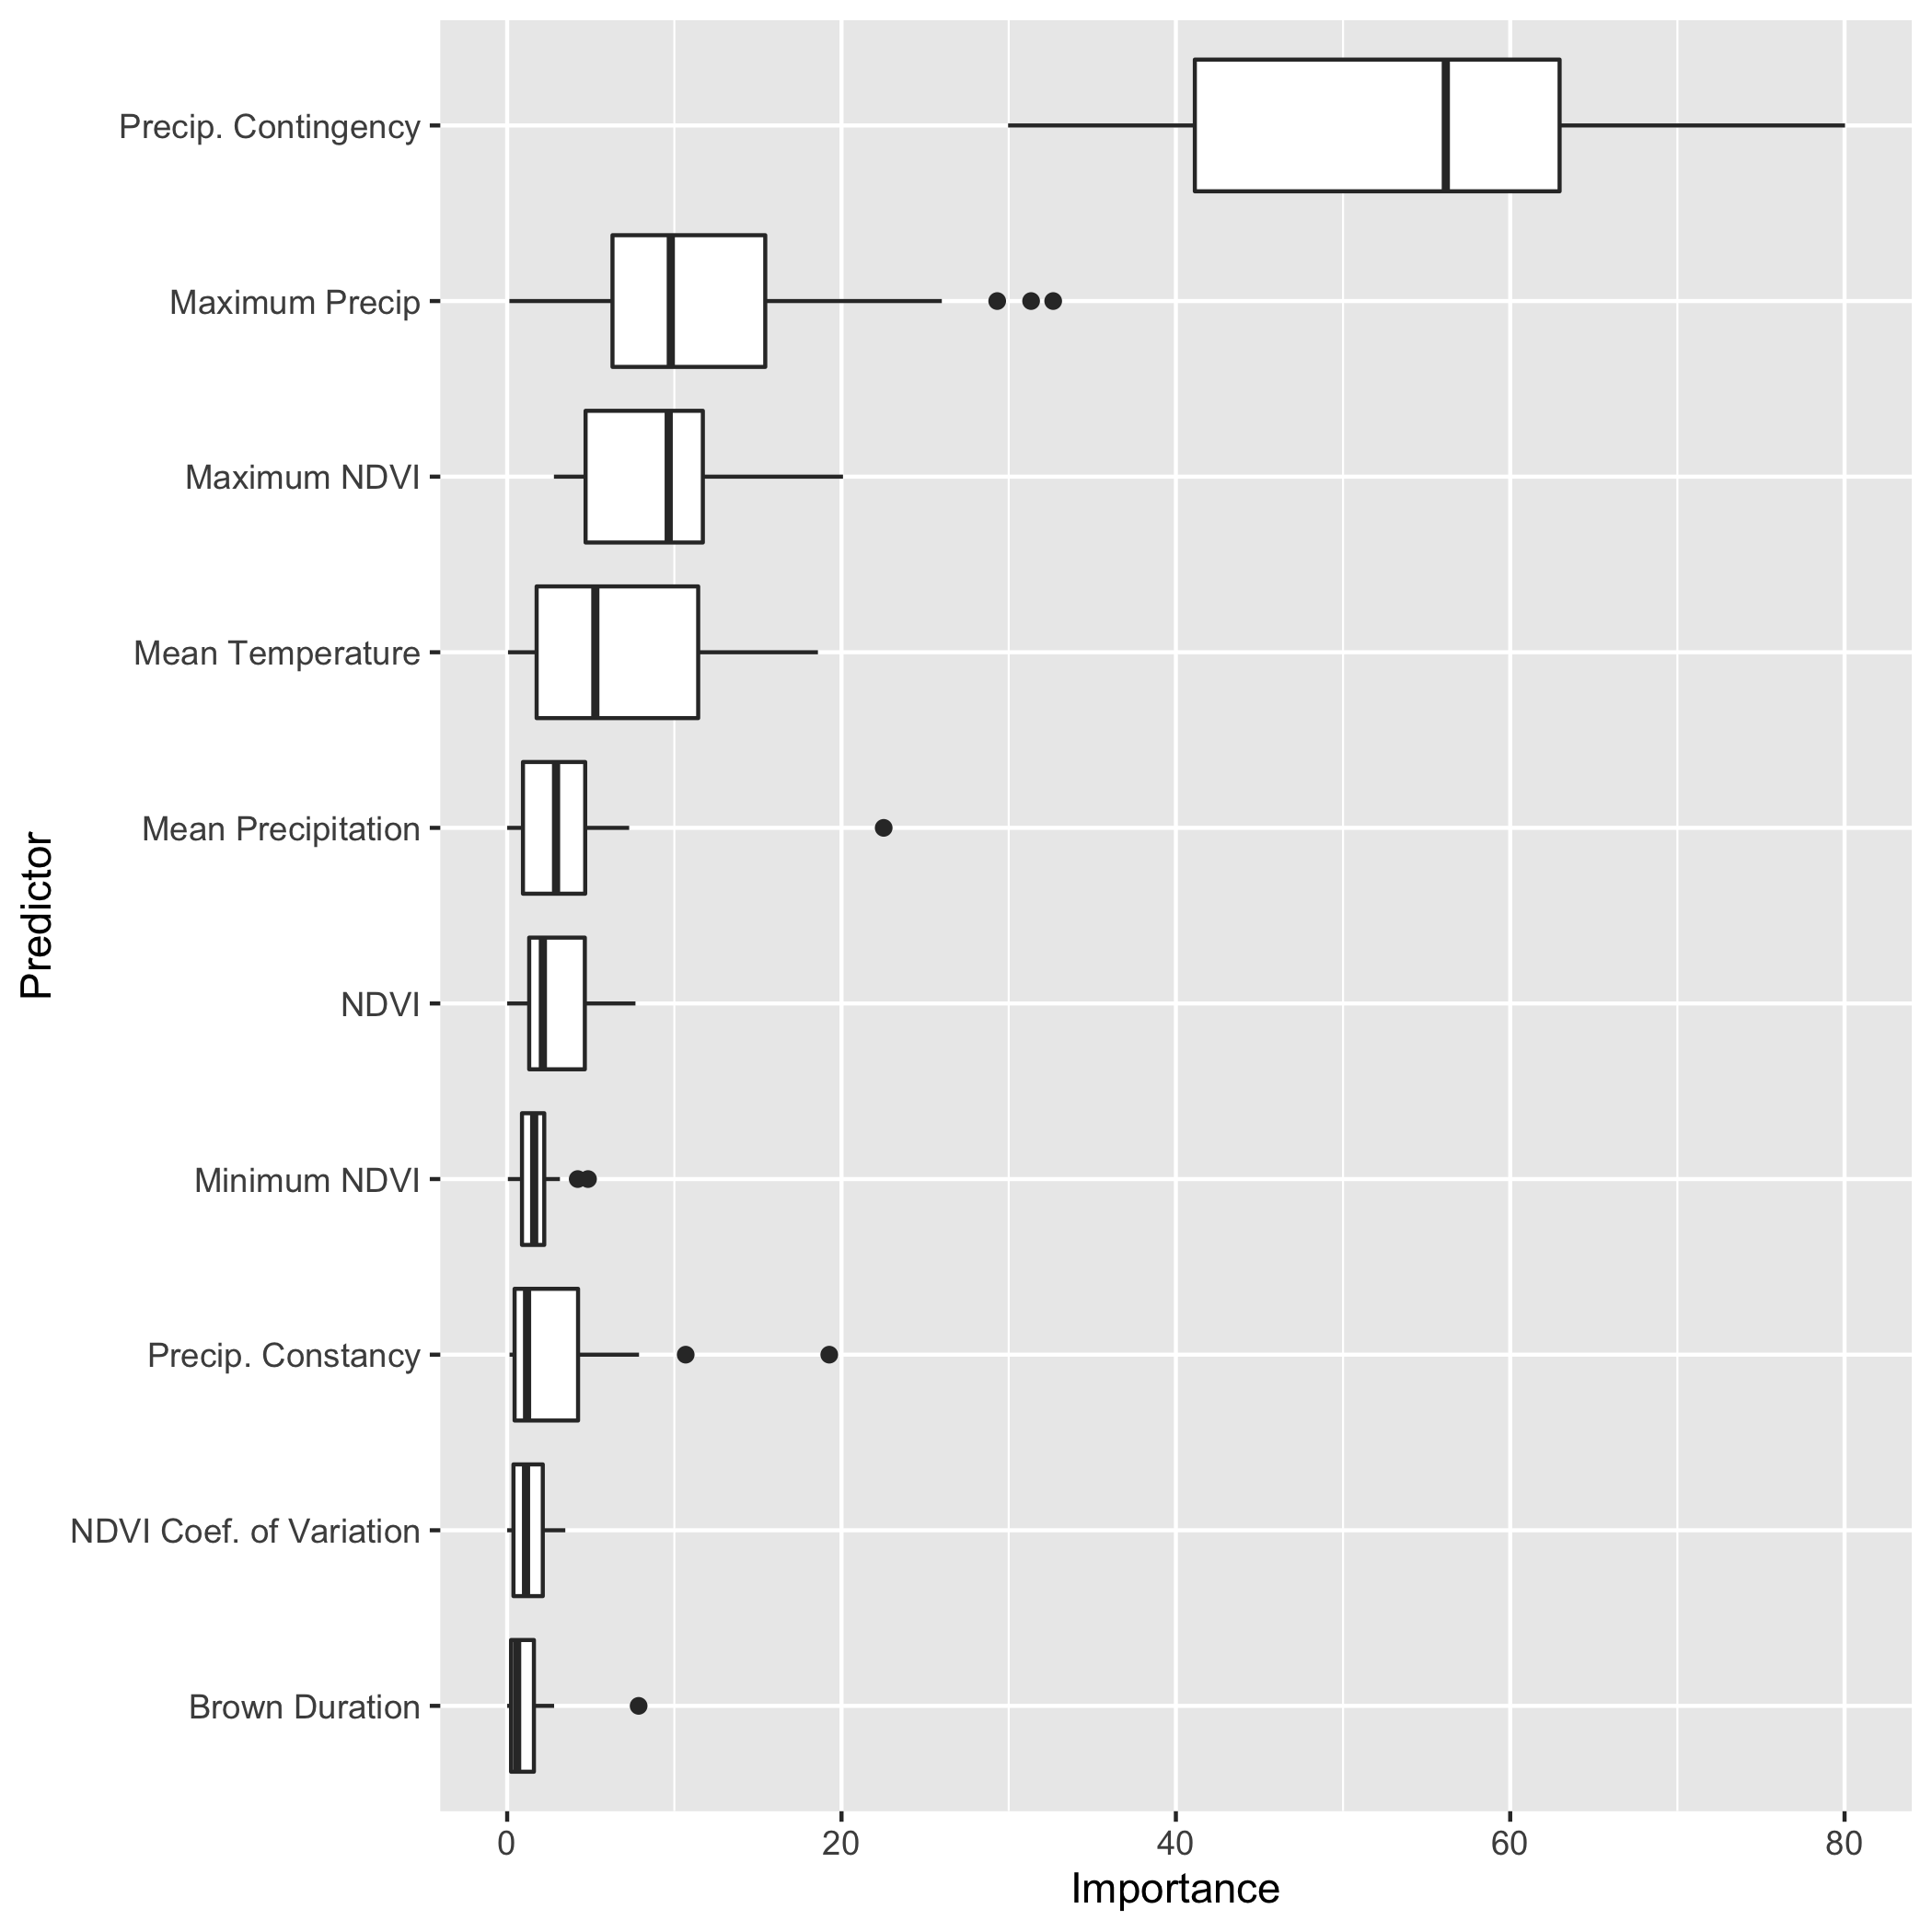 Precip. Contingency
Maximum Precip
Maximum NDVI
Mean Temperature
Mean Precipitation
NDVI
Minimum NDVI
Precip. Constancy
NDVI Coef. of Variation
Brown Duration
Predictor
0 20 40 60 80
Importance